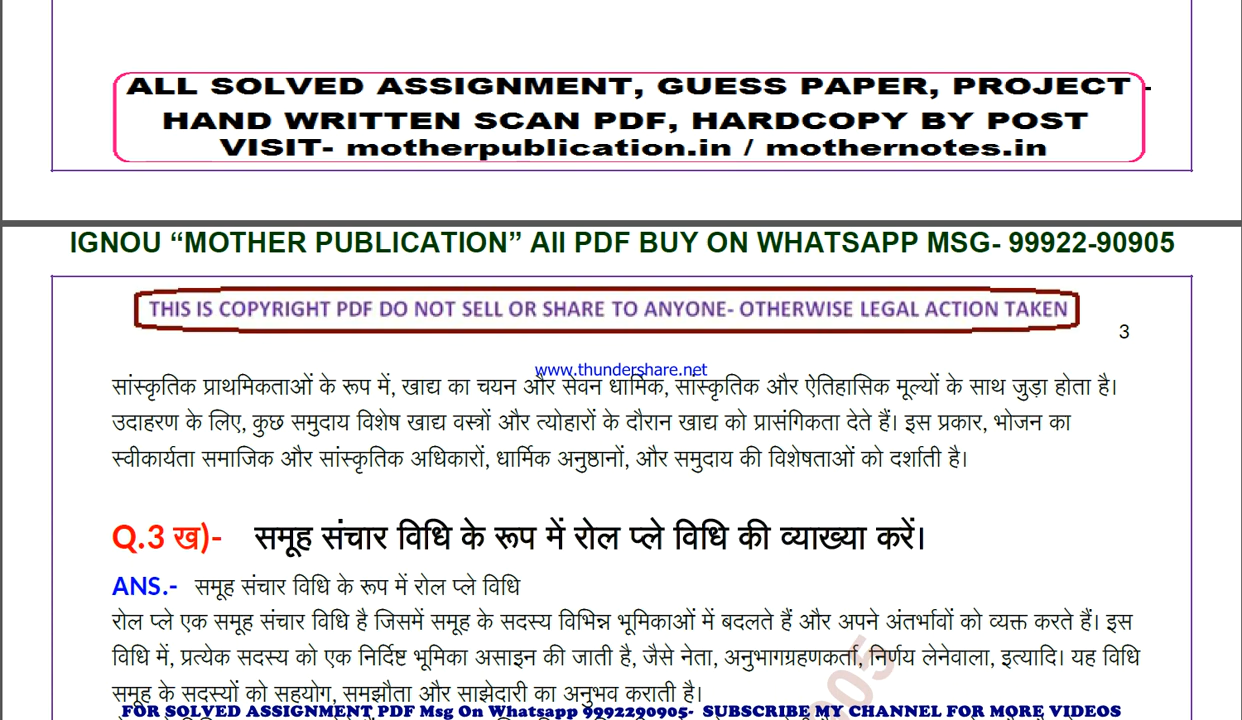 ALL SOLVED ASSIGNMENT, GUESS PAPER, PROJECT -
HAND WRITTEN SCAN PDF, HARDCOPY BY POST
VISIT- motherpublication.in / mothernotes.in
IGNOU “MOTHER PUBLICATION” All PDF BUY ON WHATSAPP MSG- 99922-90905
THIS IS COPYRIGHT PDF DO NOT SELL OR SHARE TO ANYONE- OTHERWISE LEGAL ACTION TAKEN
3
www.thundershare.net
सांस्कृतिक प्राथमिकताओं के रूप में, खाद्य का चयन और सेवन धार्मिक, सांस्कृतिक और ऐतिहासिक मूल्यों के साथ जुड़ा होता है।
उदाहरण के लिए, कुछ समुदाय विशेष खाद्य वस्त्रों और त्योहारों के दौरान खाद्य को प्रासंगिकता देते हैं। इस प्रकार, भोजन का
स्वीकार्यता समाजिक और सांस्कृतिक अधिकारों, धार्मिक अनुष्ठानों, और समुदाय की विशेषताओं को दर्शाती है।
Q.3 ख)- समूह संचार विधि के रूप में रोल प्ले विधि की व्याख्या करें।
ANS.- समूह संचार विधि के रूप में रोल प्ले विधि
रोल प्ले एक समूह संचार विधि है जिसमें समूह के सदस्य विभिन्न भूमिकाओं में बदलते हैं और अपने अंतर्भावों को व्यक्त करते हैं। इस
विधि में, प्रत्येक सदस्य को एक निर्दिष्ट भूमिका असाइन की जाती है, जैसे नेता, अनुभागग्रहणकर्ता, निर्णय लेनेवाला, इत्यादि। यह विधि
समूह के सदस्यों को सहयोग, समझौता और साझेदारी का अनुभव कराती है।
FOR SOLVED ASSIGNMENT PDF Msg On Whatsapp 9992290905- SUBSCRIBE MY CHANNEL FOR MORE VIDEOS